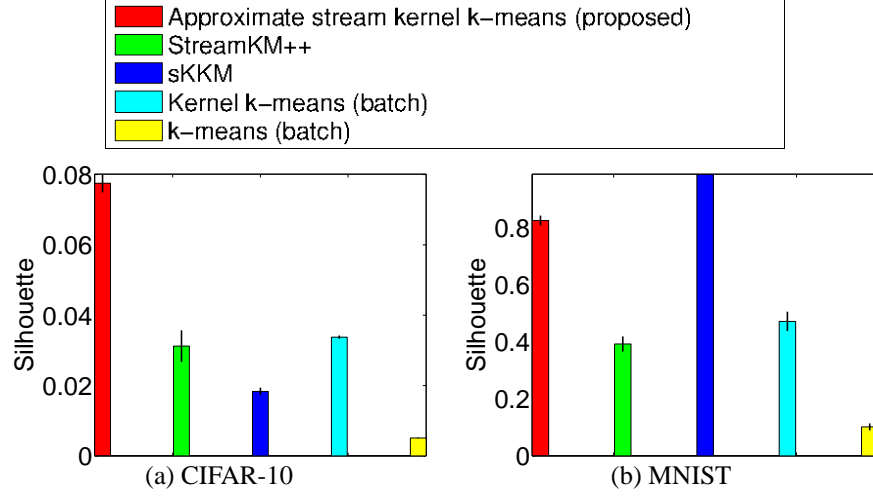 Approximate stream kernel k−means (proposed)
StreamKM++
sKKM
Kernel k−means (batch)
k−means (batch)
0.08
0.06
0.04
0.02
0
Silhouette
(a) CIFAR-10
0.8
0.6
0.4
0.2
0
Silhouette
(b) MNIST